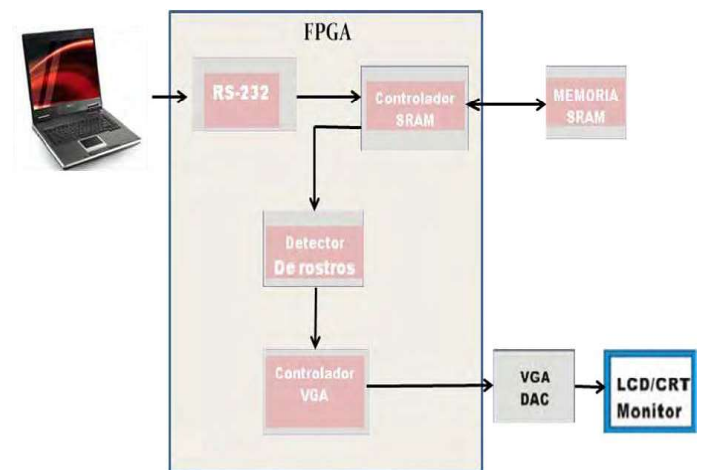 FPGA
RS-232
Controlador
SRAM
MEMORIA
SRAM
Detector
De rostros
Controlador
VGA
VGA
DAC
LCD/CRT
Monitor